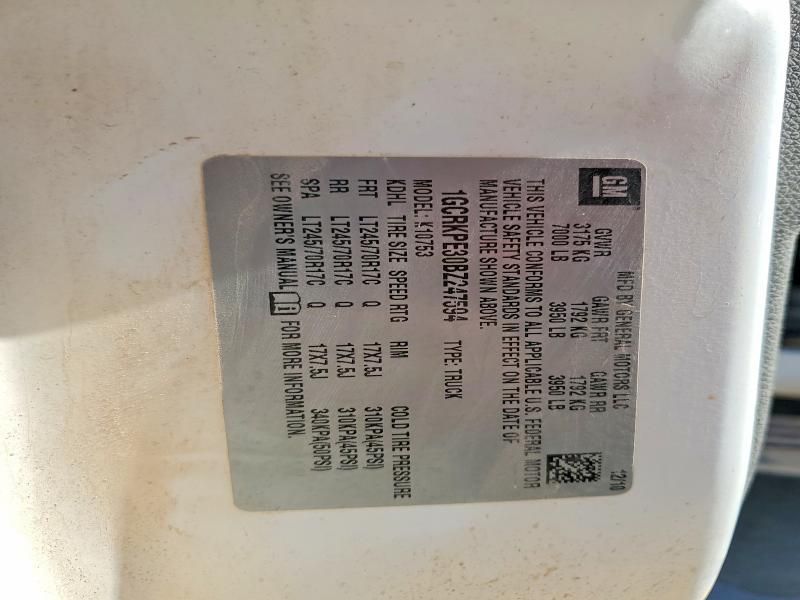 GM
MFD BY GENERAL MOTORS LLC 12/10
GVWR GAWR FRT GAWR RR
3175 KG 1792 KG 1792 KG
7000 LB 3950 LB 3950 LB
THIS VEHICLE CONFORMS TO ALL APPLICABLE U.S. FEDERAL MOTOR
VEHICLE SAFETY STANDARDS IN EFFECT ON THE DATE OF
MANUFACTURE SHOWN ABOVE.
1GCRKPE30BZ247594 TYPE: TRUCK
MODEL: K10753
KDHL TIRE SIZE SPEED RTG RIM COLD TIRE PRESSURE
FRT LT245/70R17C Q 17X7.5J 310KPA(45PSI)
RR LT245/70R17C Q 17X7.5J 310KPA(45PSI)
SPA LT245/70R17C Q 17X7.5J 340KPA(50PSI)
SEE OWNER'S MANUAL FOR MORE INFORMATION.